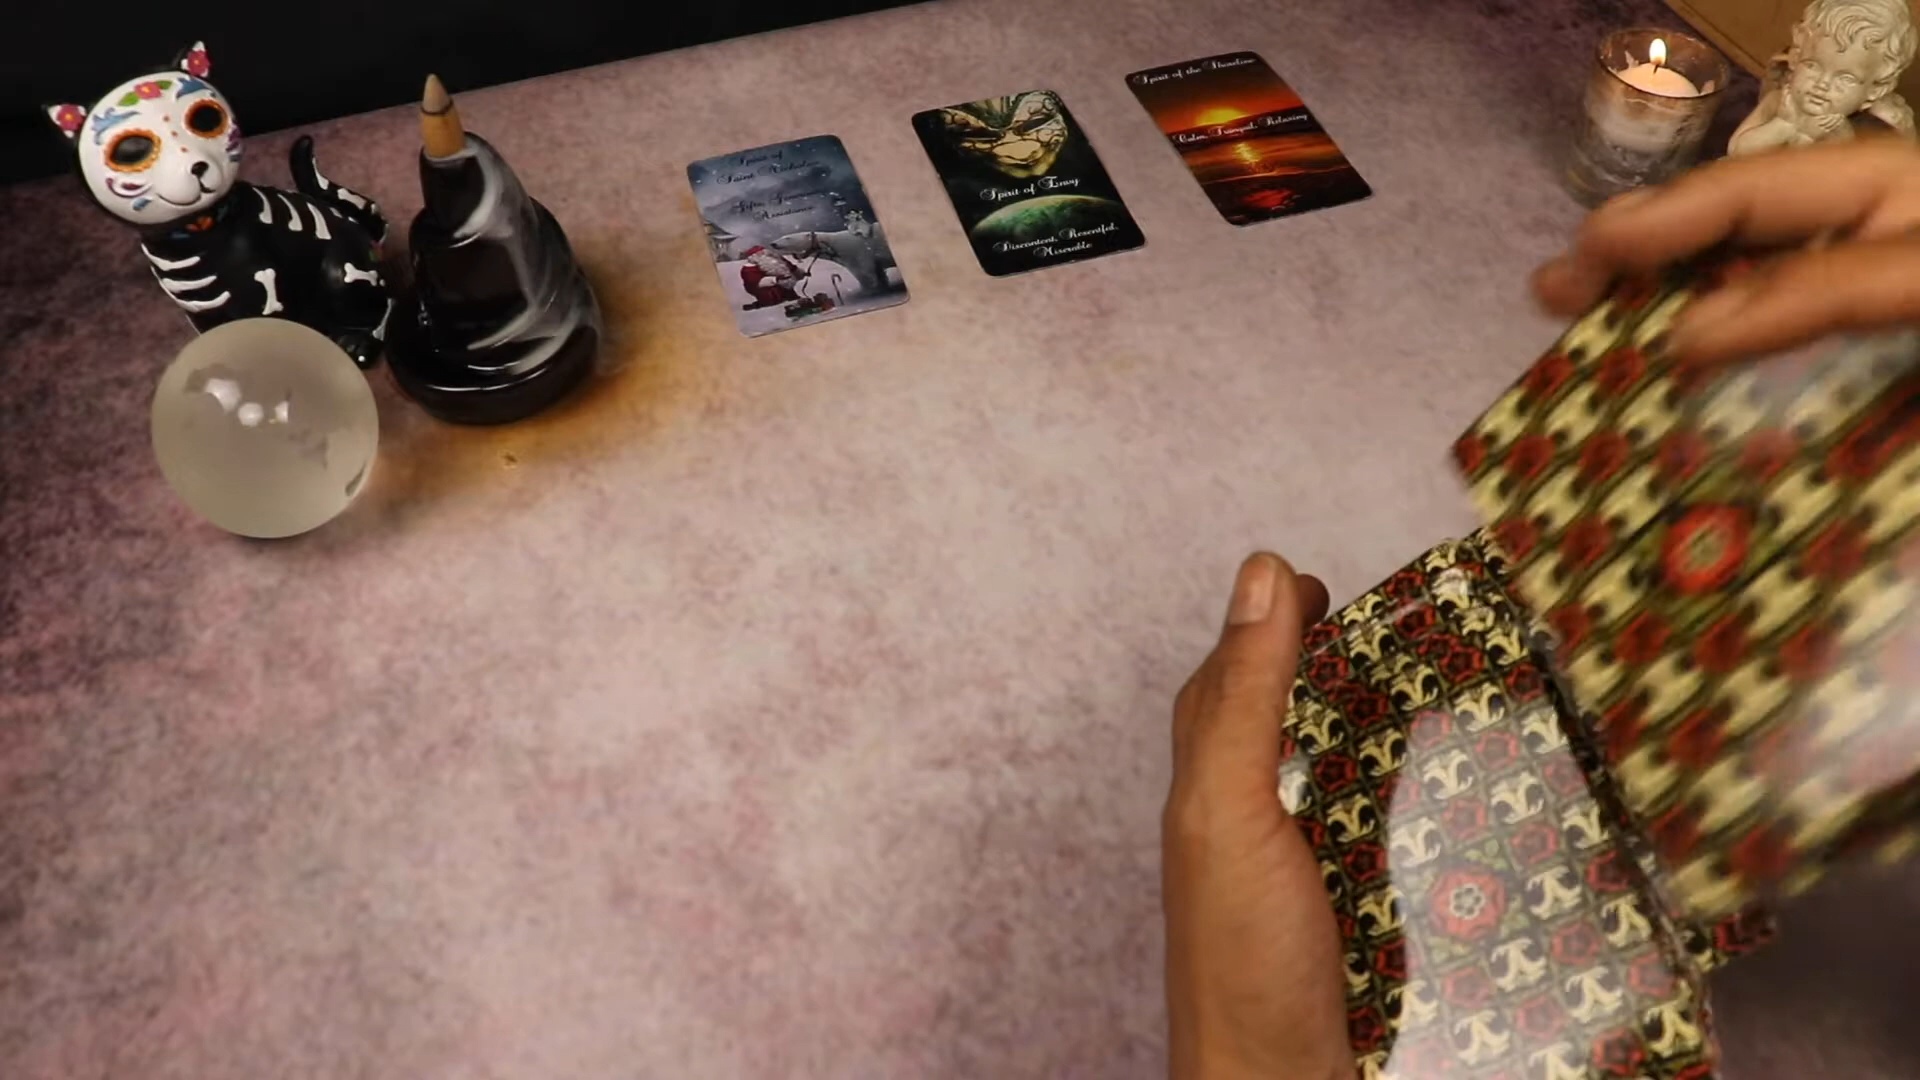 Spirit of
Saint Nicholas
Gifts, Generous,
Assistance
Spirit of Envy
Discontent, Resentful,
Miserable
Spirit of the Shoreline
Calm, Tranquil, Relaxing